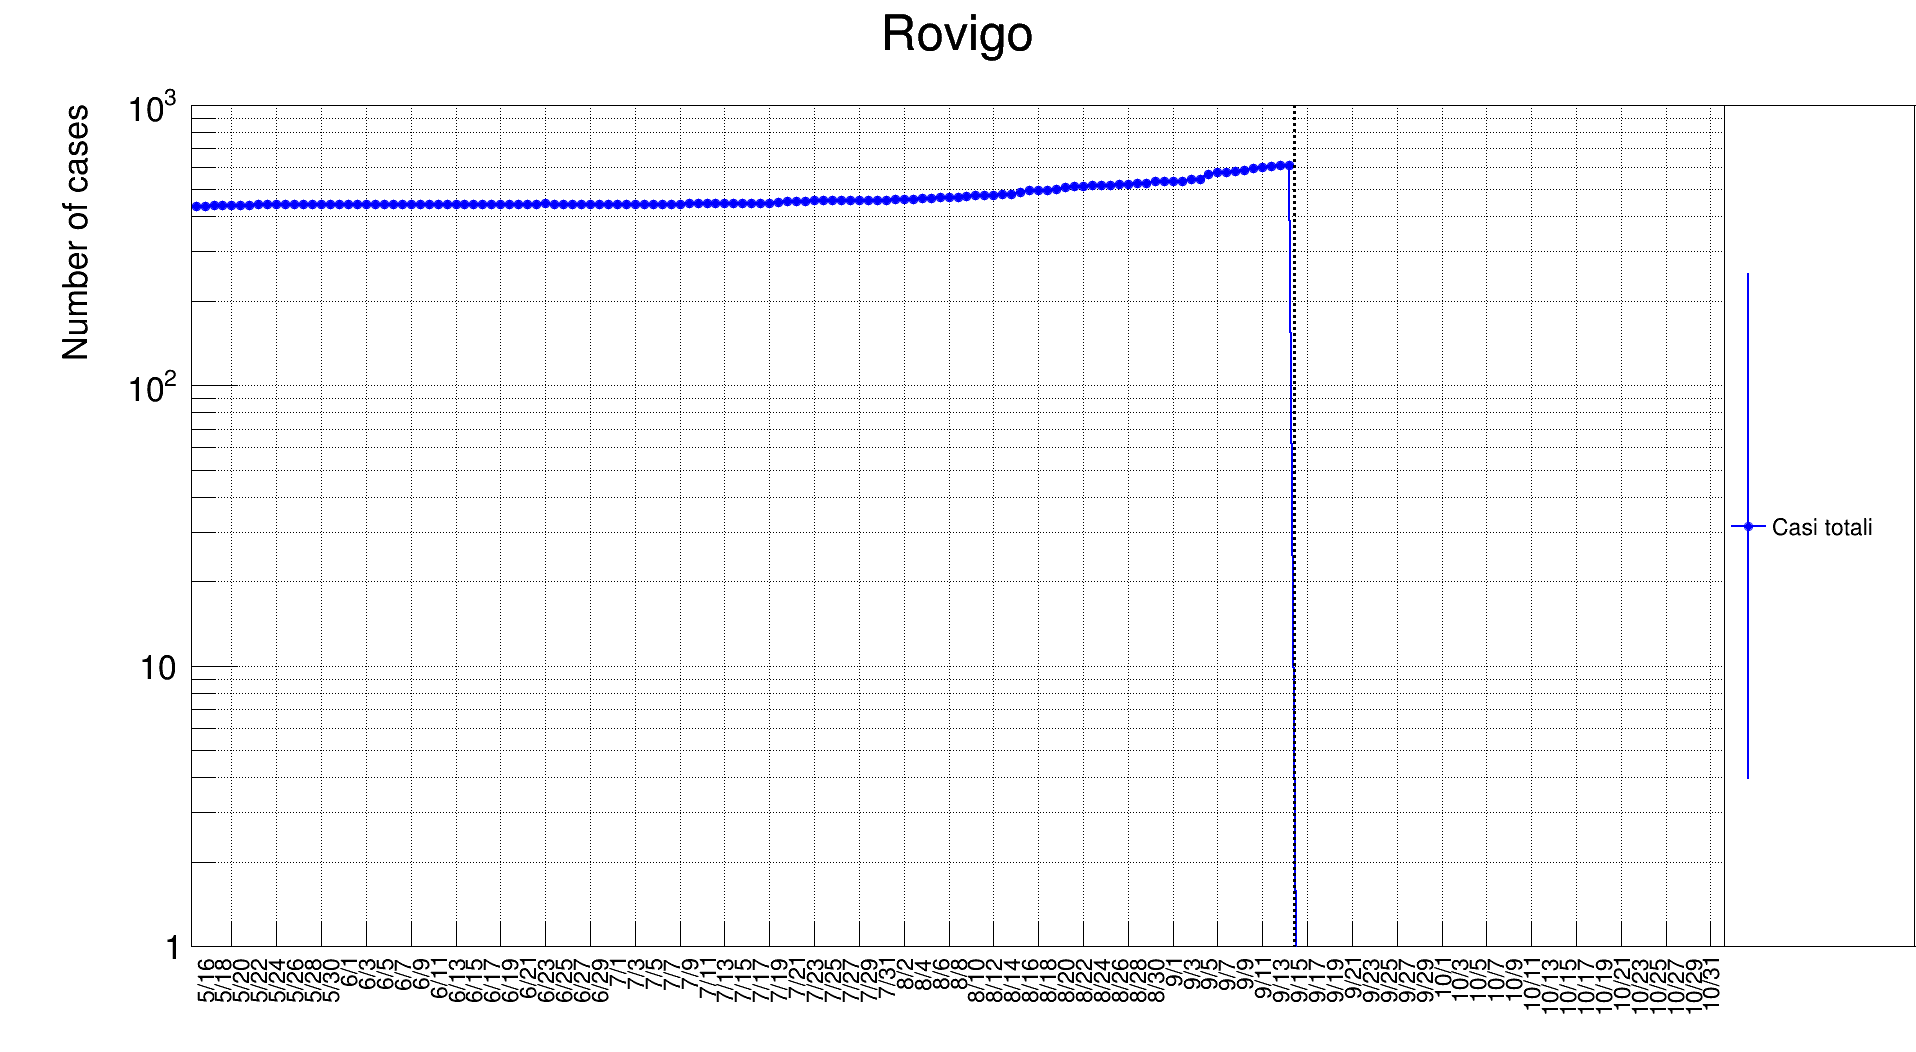 Rovigo
Number of cases
10³
10²
10
1
Casi totali
5/16 5/18 5/20 5/22 5/24 5/26 5/28 5/30 6/1 6/3 6/5 6/7 6/9 6/11 6/13 6/15 6/17 6/19 6/21 6/23 6/25 6/27 6/29 7/1 7/3 7/5 7/7 7/9 7/11 7/13 7/15 7/17 7/19 7/21 7/23 7/25 7/27 7/29 7/31 8/2 8/4 8/6 8/8 8/10 8/12 8/14 8/16 8/18 8/20 8/22 8/24 8/26 8/28 8/30 9/1 9/3 9/5 9/7 9/9 9/11 9/13 9/15 9/17 9/19 9/21 9/23 9/25 9/27 9/29 10/1 10/3 10/5 10/7 10/9 10/11 10/13 10/15 10/17 10/19 10/21 10/23 10/25 10/27 10/29 10/31